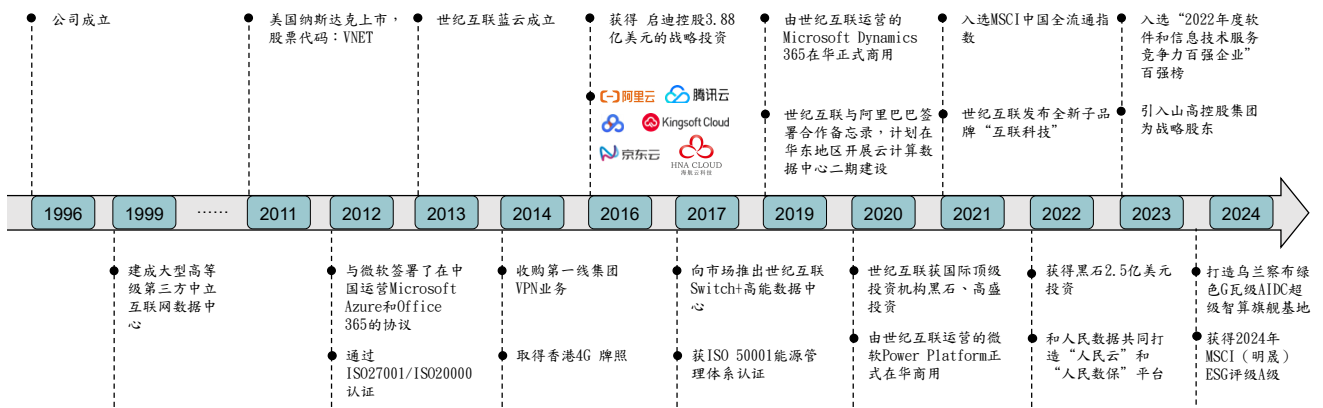 公司成立
美国纳斯达克上市，
股票代码：VNET
世纪互联蓝云成立
获得 启迪控股3.88
亿美元的战略投资
阿里云 腾讯云
Kingsoft Cloud
京东云
HNA CLOUD
海航云科技
由世纪互联运营的
Microsoft Dynamics
365在华正式商用
世纪互联与阿里巴巴签
署合作备忘录，计划在
华东地区开展云计算数
据中心二期建设
入选MSCI中国全流通指
数
世纪互联发布全新子品
牌“互联科技”
入选“2022年度软
件和信息技术服务
竞争力百强企业”
百强榜
引入山高控股集团
为战略股东
1996 1999 ...... 2011 2012 2013 2014 2016 2017 2019 2020 2021 2022 2023 2024
建成大型高等
级第三方中立
互联网数据中
心
与微软签署了在中
国运营Microsoft
Azure和Office
365的协议
通过
ISO27001/ISO20000
认证
收购第一线集团
VPN业务
取得香港4G 牌照
向市场推出世纪互联
Switch+高能数据中
心
获ISO 50001能源管
理体系认证
世纪互联获国际顶级
投资机构黑石、高盛
投资
由世纪互联运营的微
软Power Platform正
式在华商用
获得黑石2.5亿美元
投资
和人民数据共同打
造“人民云”和
“人民数保”平台
打造乌兰察布绿
色G瓦级AIDC超
级智算旗舰基地
获得2024年
MSCI（明晟）
ESG评级A级